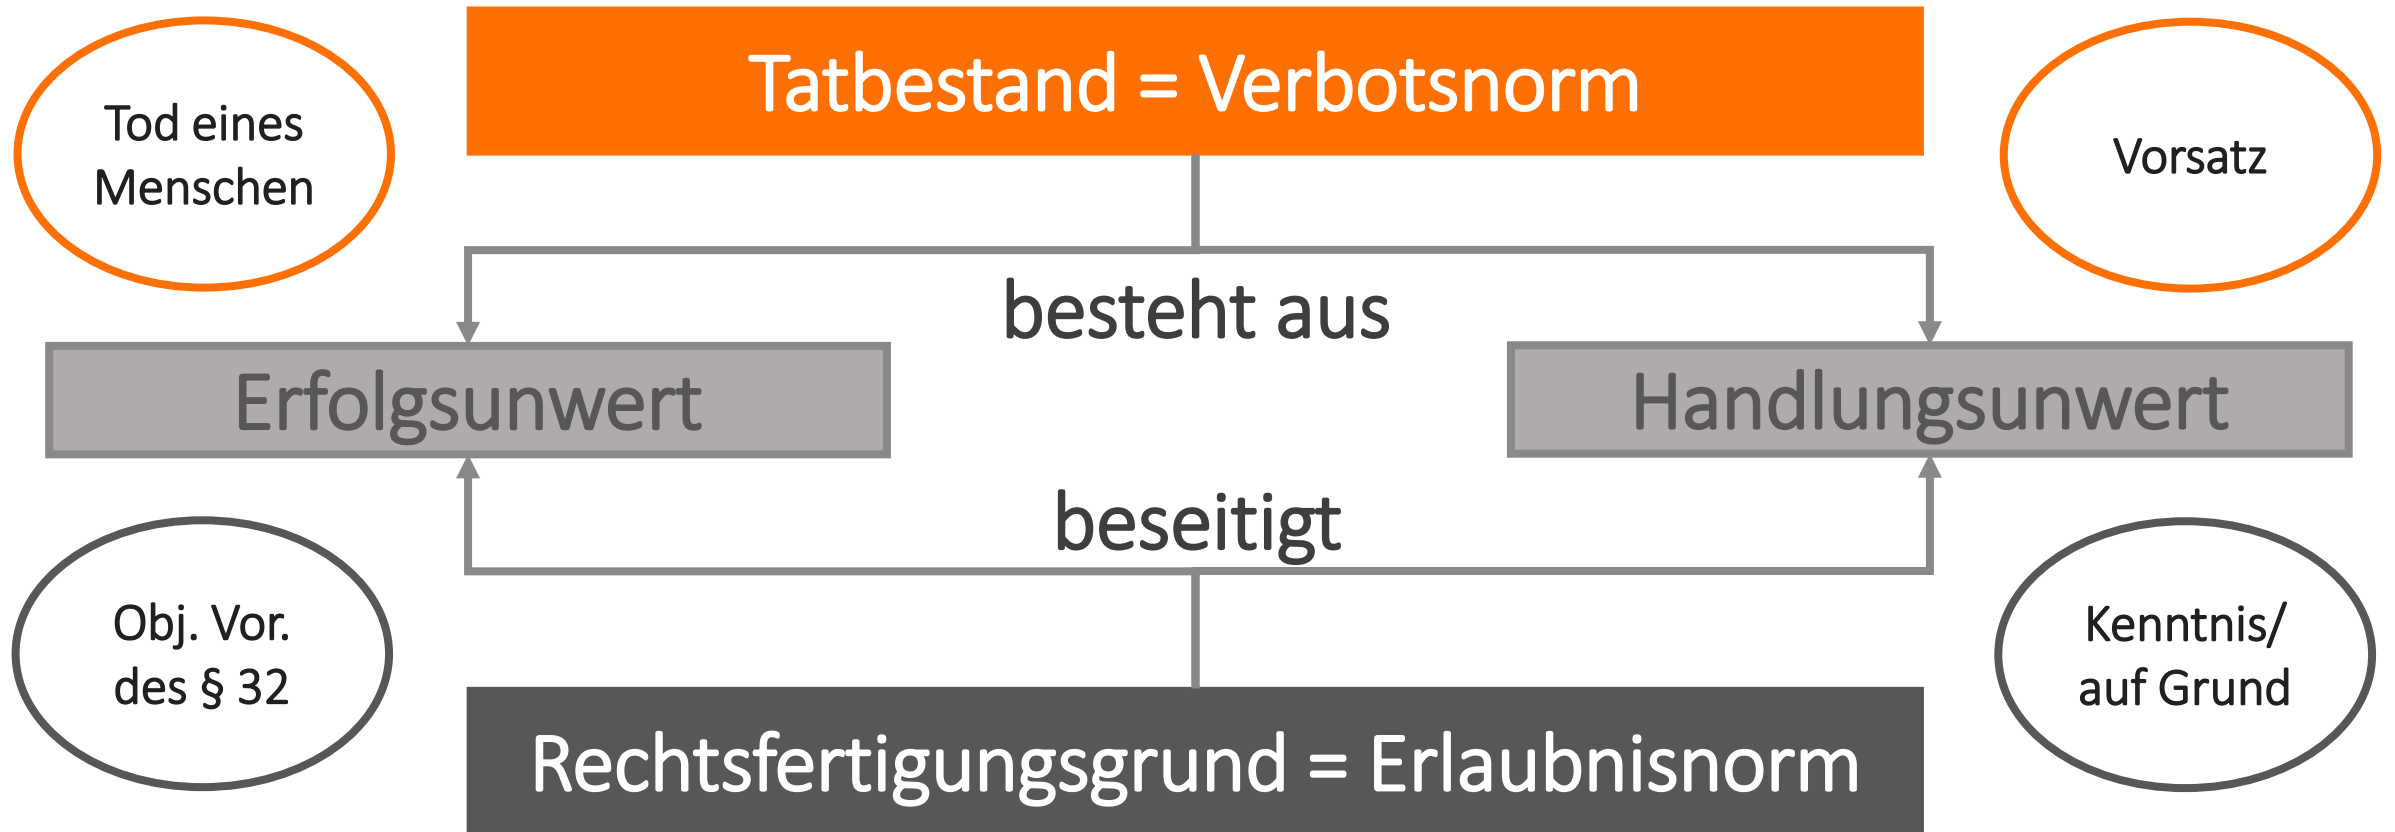 Tatbestand = Verbotsnorm
Tod eines
Menschen
Vorsatz
besteht aus
Erfolgsunwert
Handlungsunwert
beseitigt
Obj. Vor.
des § 32
Kenntnis/
auf Grund
Rechtsfertigungsgrund = Erlaubnisnorm